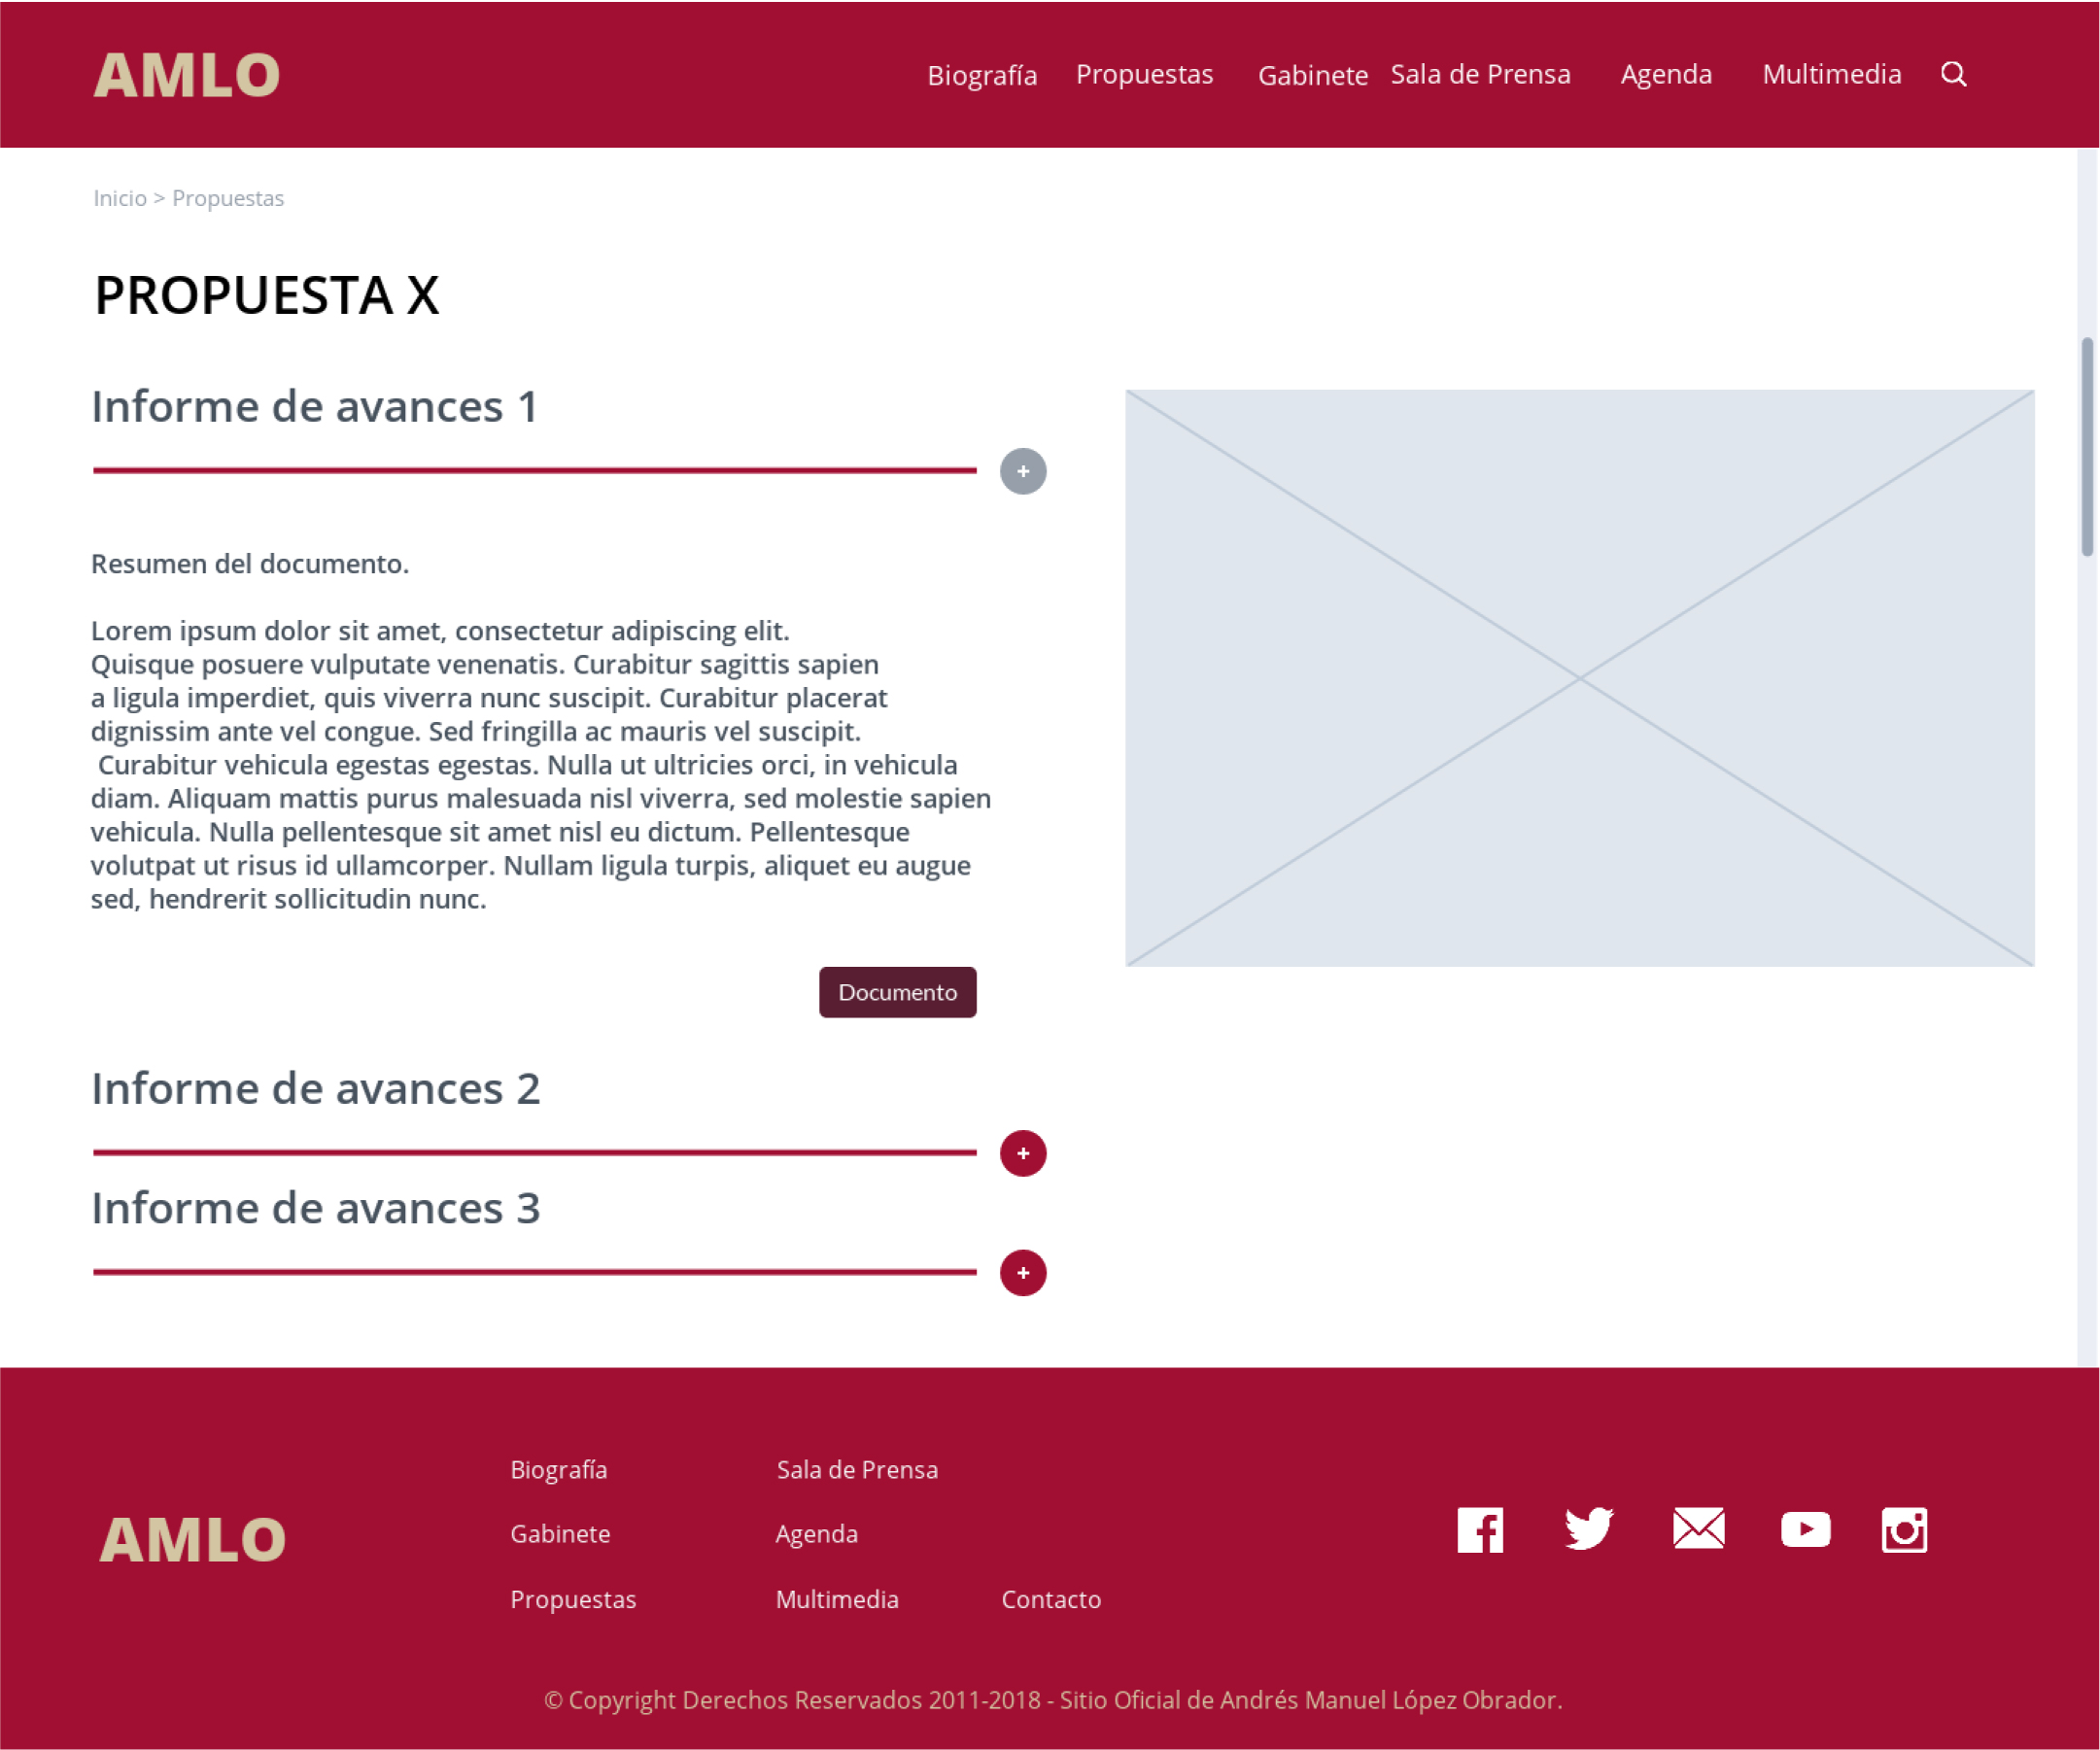 AMLO
Biografía Propuestas Gabinete Sala de Prensa Agenda Multimedia
Inicio > Propuestas
PROPUESTA X
Informe de avances 1
+
Resumen del documento.
Lorem ipsum dolor sit amet, consectetur adipiscing elit.
Quisque posuere vulputate venenatis. Curabitur sagittis sapien
a ligula imperdiet, quis viverra nunc suscipit. Curabitur placerat
dignissim ante vel congue. Sed fringilla ac mauris vel suscipit.
Curabitur vehicula egestas egestas. Nulla ut ultricies orci, in vehicula
diam. Aliquam mattis purus malesuada nisl viverra, sed molestie sapien
vehicula. Nulla pellentesque sit amet nisl eu dictum. Pellentesque
volutpat ut risus id ullamcorper. Nullam ligula turpis, aliquet eu augue
sed, hendrerit sollicitudin nunc.
Documento
Informe de avances 2
+
Informe de avances 3
+
AMLO
Biografía Sala de Prensa
Gabinete Agenda
Propuestas Multimedia Contacto
© Copyright Derechos Reservados 2011-2018 - Sitio Oficial de Andrés Manuel López Obrador.